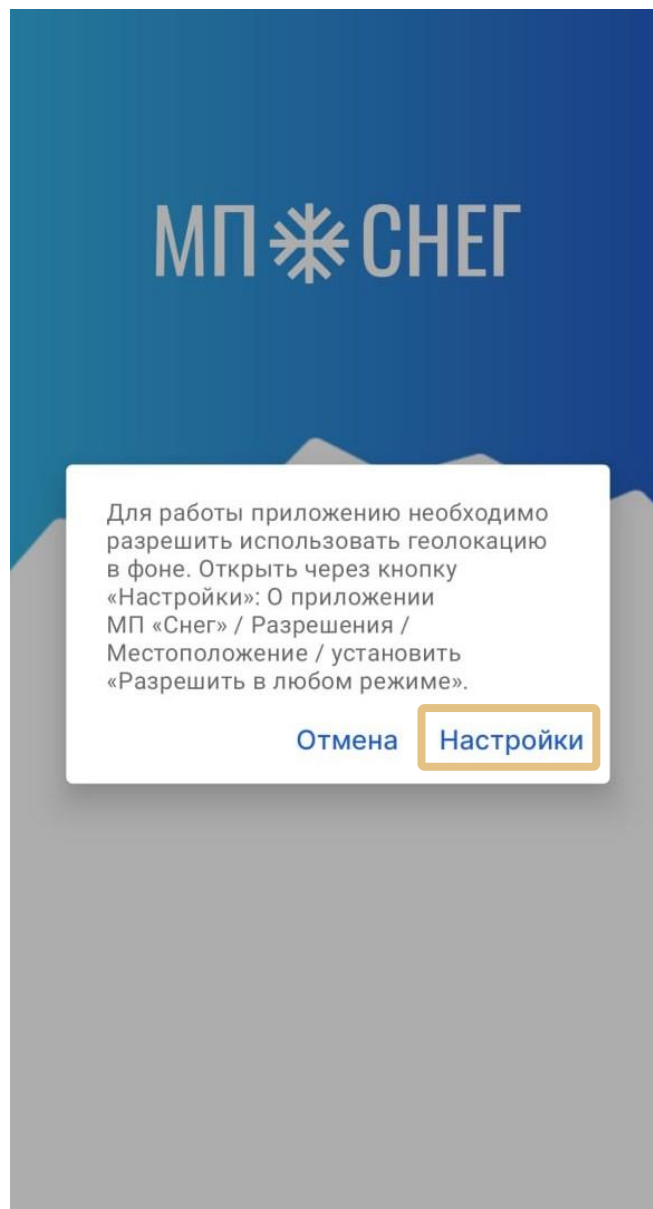 МП СНЕГ
Для работы приложению необходимо
разрешить использовать геолокацию
в фоне. Открыть через кнопку
«Настройки»: О приложении
МП «Снег» / Разрешения /
Местоположение / установить
«Разрешить в любом режиме».
Отмена Настройки